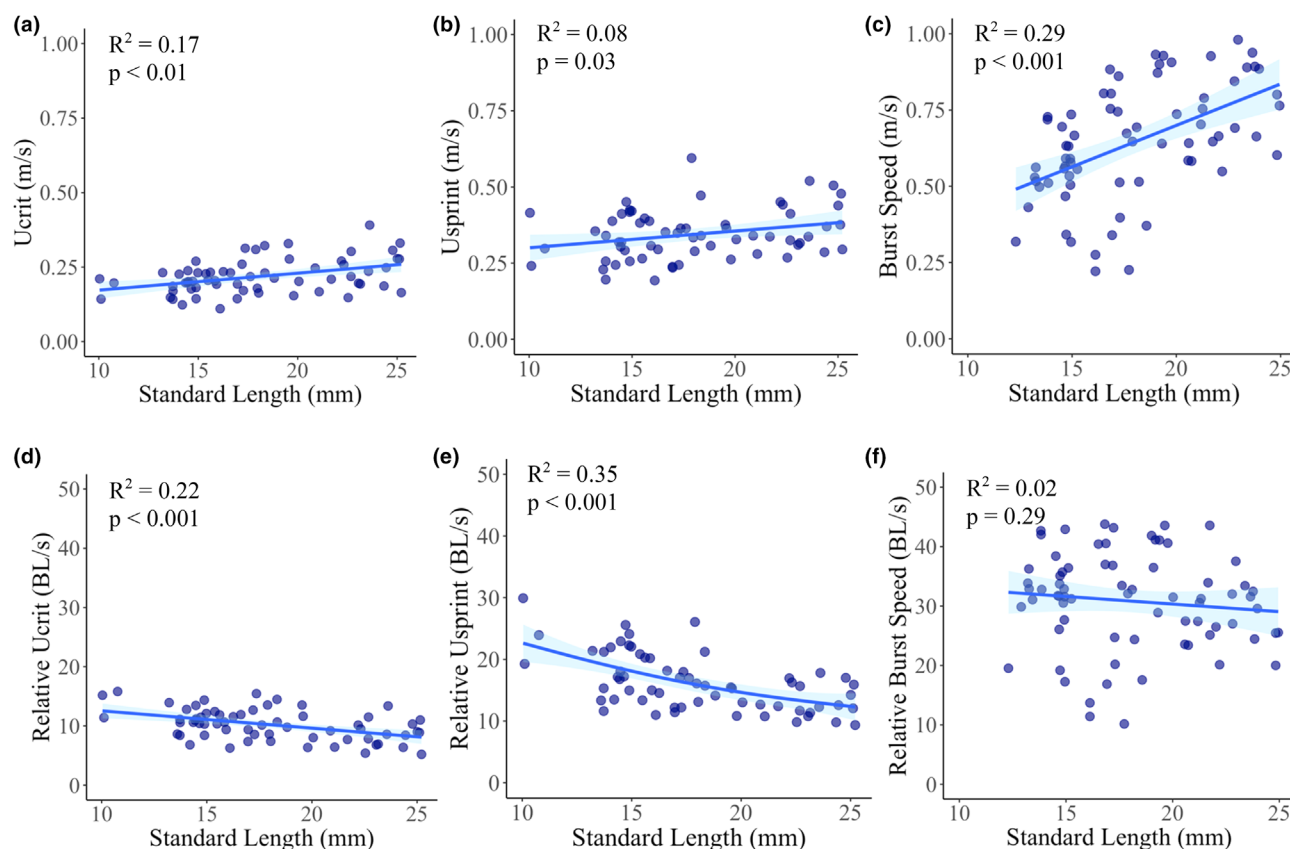 (a)
R² = 0.17
p < 0.01
1.00
0.75
0.50
0.25
0.00
Ucrit (m/s)
10 15 20 25
Standard Length (mm)
(b)
R² = 0.08
p = 0.03
1.00
0.75
0.50
0.25
0.00
Usprint (m/s)
10 15 20 25
Standard Length (mm)
(c)
R² = 0.29
p < 0.001
1.00
0.75
0.50
0.25
0.00
Burst Speed (m/s)
10 15 20 25
Standard Length (mm)
(d)
R² = 0.22
p < 0.001
50
40
30
20
10
0
Relative Ucrit (BL/s)
10 15 20 25
Standard Length (mm)
(e)
R² = 0.35
p < 0.001
50
40
30
20
10
0
Relative Usprint (BL/s)
10 15 20 25
Standard Length (mm)
(f)
R² = 0.02
p = 0.29
50
40
30
20
10
0
Relative Burst Speed (BL/s)
10 15 20 25
Standard Length (mm)